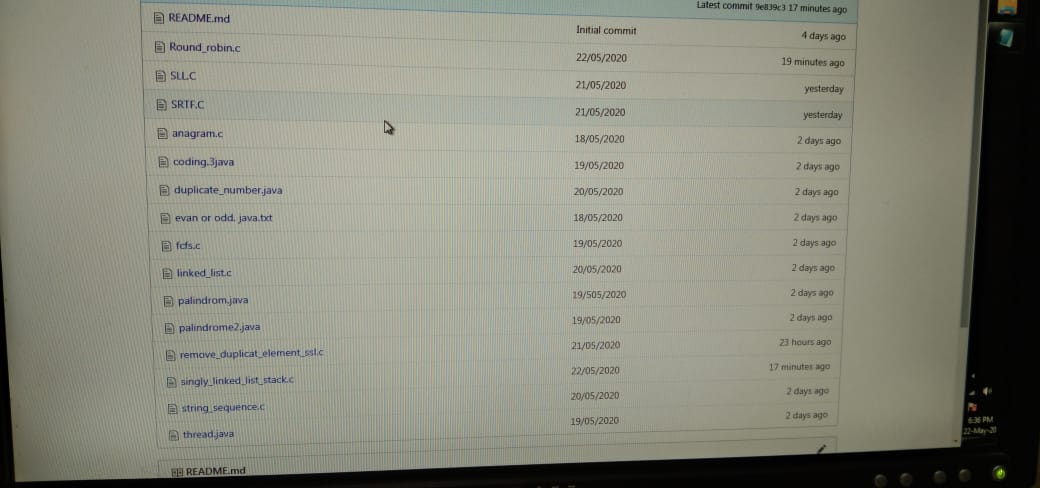 Latest commit 9e839c3 17 minutes ago
README.md Initial commit 4 days ago
Round_robin.c 22/05/2020 19 minutes ago
SLL.C 21/05/2020 yesterday
SRTF.C 21/05/2020 yesterday
anagram.c 18/05/2020 2 days ago
coding.3java 19/05/2020 2 days ago
duplicate_number.java 20/05/2020 2 days ago
evan or odd. java.txt 18/05/2020 2 days ago
fcfs.c 19/05/2020 2 days ago
linked_list.c 20/05/2020 2 days ago
palindrom.java 19/505/2020 2 days ago
palindrome2.java 19/05/2020 2 days ago
remove_duplicat_element_ssl.c 21/05/2020 23 hours ago
singly_linked_list_stack.c 22/05/2020 17 minutes ago
string_sequence.c 20/05/2020 2 days ago
thread.java 19/05/2020 2 days ago
README.md
6:36 PM
22-May-20